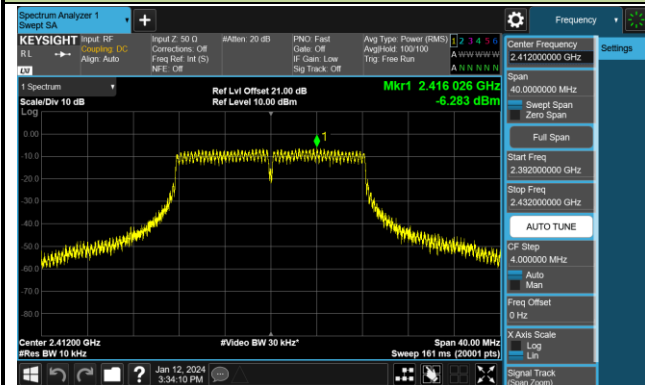 Spectrum Analyzer 1
Swept SA
Frequency
KEYSIGHT
R L
Input: RF
Coupling: DC
Align: Auto
Input Z: 50 Ω
Corrections: Off
Freq Ref: Int (S)
NFE: Off
#Atten: 20 dB
PNO: Fast
Gate: Off
IF Gain: Low
Sig Track: Off
Avg Type: Power (RMS)
Avg|Hold: 100/100
Trig: Free Run
1 2 3 4 5 6
A W W W W W
A N N N N N
Settings
1 Spectrum
Scale/Div 10 dB
Log
Ref Lvl Offset 21.00 dB
Ref Level 10.00 dBm
Mkr1 2.416 026 GHz
-6.283 dBm
1
0.00
-10.0
-20.0
-30.0
-40.0
-50.0
-60.0
-70.0
-80.0
Center 2.41200 GHz
#Res BW 10 kHz
#Video BW 30 kHz*
Span 40.00 MHz
Sweep 161 ms (20001 pts)
Jan 12, 2024
3:34:10 PM
Center Frequency
2.412000000 GHz
Span
40.0000000 MHz
Swept Span
Zero Span
Full Span
Start Freq
2.392000000 GHz
Stop Freq
2.432000000 GHz
AUTO TUNE
CF Step
4.000000 MHz
Auto
Man
Freq Offset
0 Hz
X Axis Scale
Log
Lin
Signal Track
(Span Zoom)